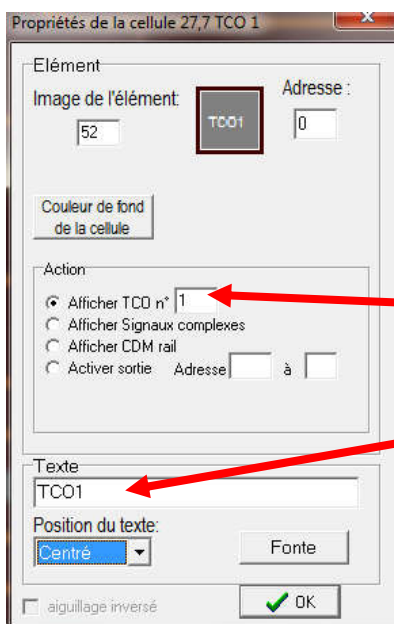 Propriétés de la cellule 27,7 TCO 1
X
Elément
Image de l'élément:
Adresse :
52
TCO1
0
Couleur de fond
de la cellule
Action
Afficher TCO n° 1
Afficher Signaux complexes
Afficher CDM rail
Activer sortie Adresse à
Texte
TCO1
Position du texte:
Centré
Fonte
aiguillage inversé
OK